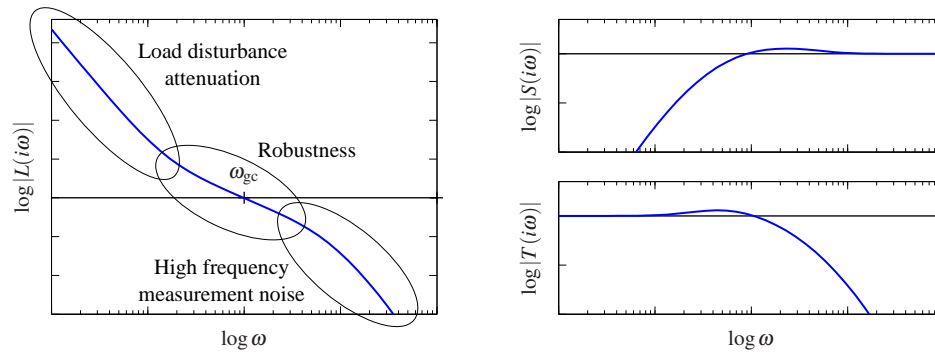 log |L(iω)|
Load disturbance
attenuation
Robustness
ω_gc
High frequency
measurement noise
log ω
log |S(iω)|
log |T(iω)|
log ω